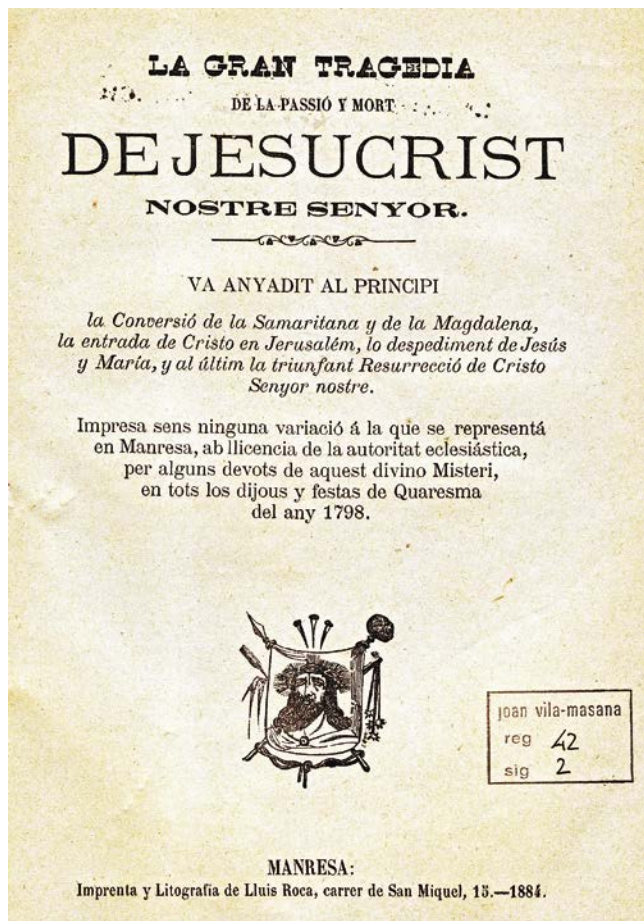 LA GRAN TRAGEDIA
DE LA PASSIÓ Y MORT
DE JESUCRIST
NOSTRE SENYOR.
VA ANYADIT AL PRINCIPI
la Conversió de la Samaritana y de la Magdalena,
la entrada de Cristo en Jerusalém, lo despediment de Jesús
y María, y al últim la triunfant Resurrecció de Cristo
Senyor nostre.
Impresa sens ninguna variació á la que se representá
en Manresa, ab llicencia de la autoritat eclesiástica,
per alguns devots de aquest divino Misteri,
en tots los dijous y festas de Quaresma
del any 1798.
joan vila-masana
reg 42
sig 2
MANRESA:
Imprenta y Litografía de Lluis Roca, carrer de San Miquel, 15.—1884.